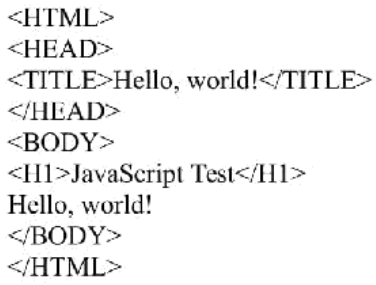 <HTML>
<HEAD>
<TITLE>Hello, world!</TITLE>
</HEAD>
<BODY>
<H1>JavaScript Test</H1>
Hello, world!
</BODY>
</HTML>